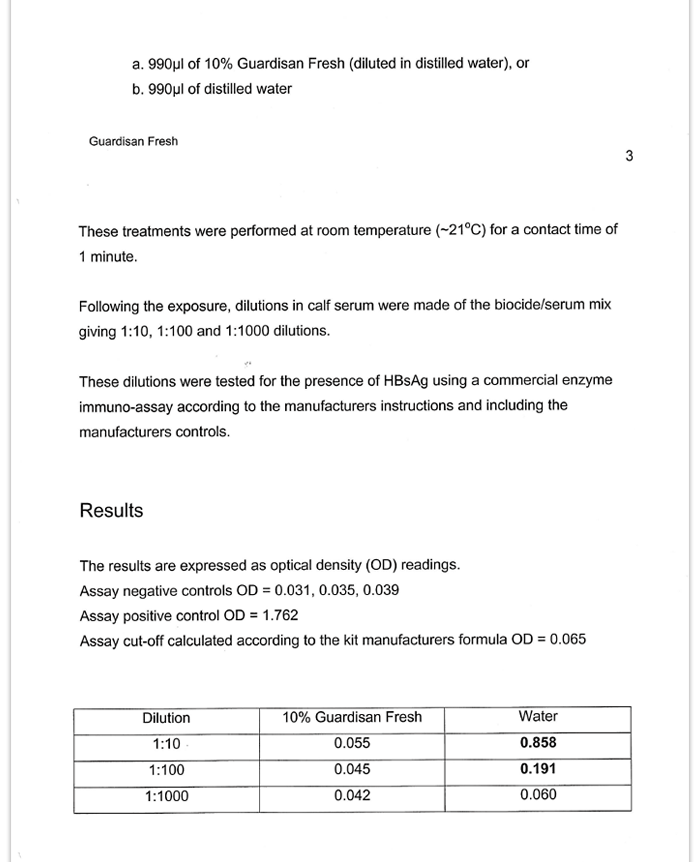 a. 990µl of 10% Guardisan Fresh (diluted in distilled water), or
b. 990µl of distilled water
Guardisan Fresh
3
These treatments were performed at room temperature (~21°C) for a contact time of
1 minute.
Following the exposure, dilutions in calf serum were made of the biocide/serum mix
giving 1:10, 1:100 and 1:1000 dilutions.
These dilutions were tested for the presence of HBsAg using a commercial enzyme
immuno-assay according to the manufacturers instructions and including the
manufacturers controls.
Results
The results are expressed as optical density (OD) readings.
Assay negative controls OD = 0.031, 0.035, 0.039
Assay positive control OD = 1.762
Assay cut-off calculated according to the kit manufacturers formula OD = 0.065
Dilution 10% Guardisan Fresh Water
1:10 0.055 0.858
1:100 0.045 0.191
1:1000 0.042 0.060